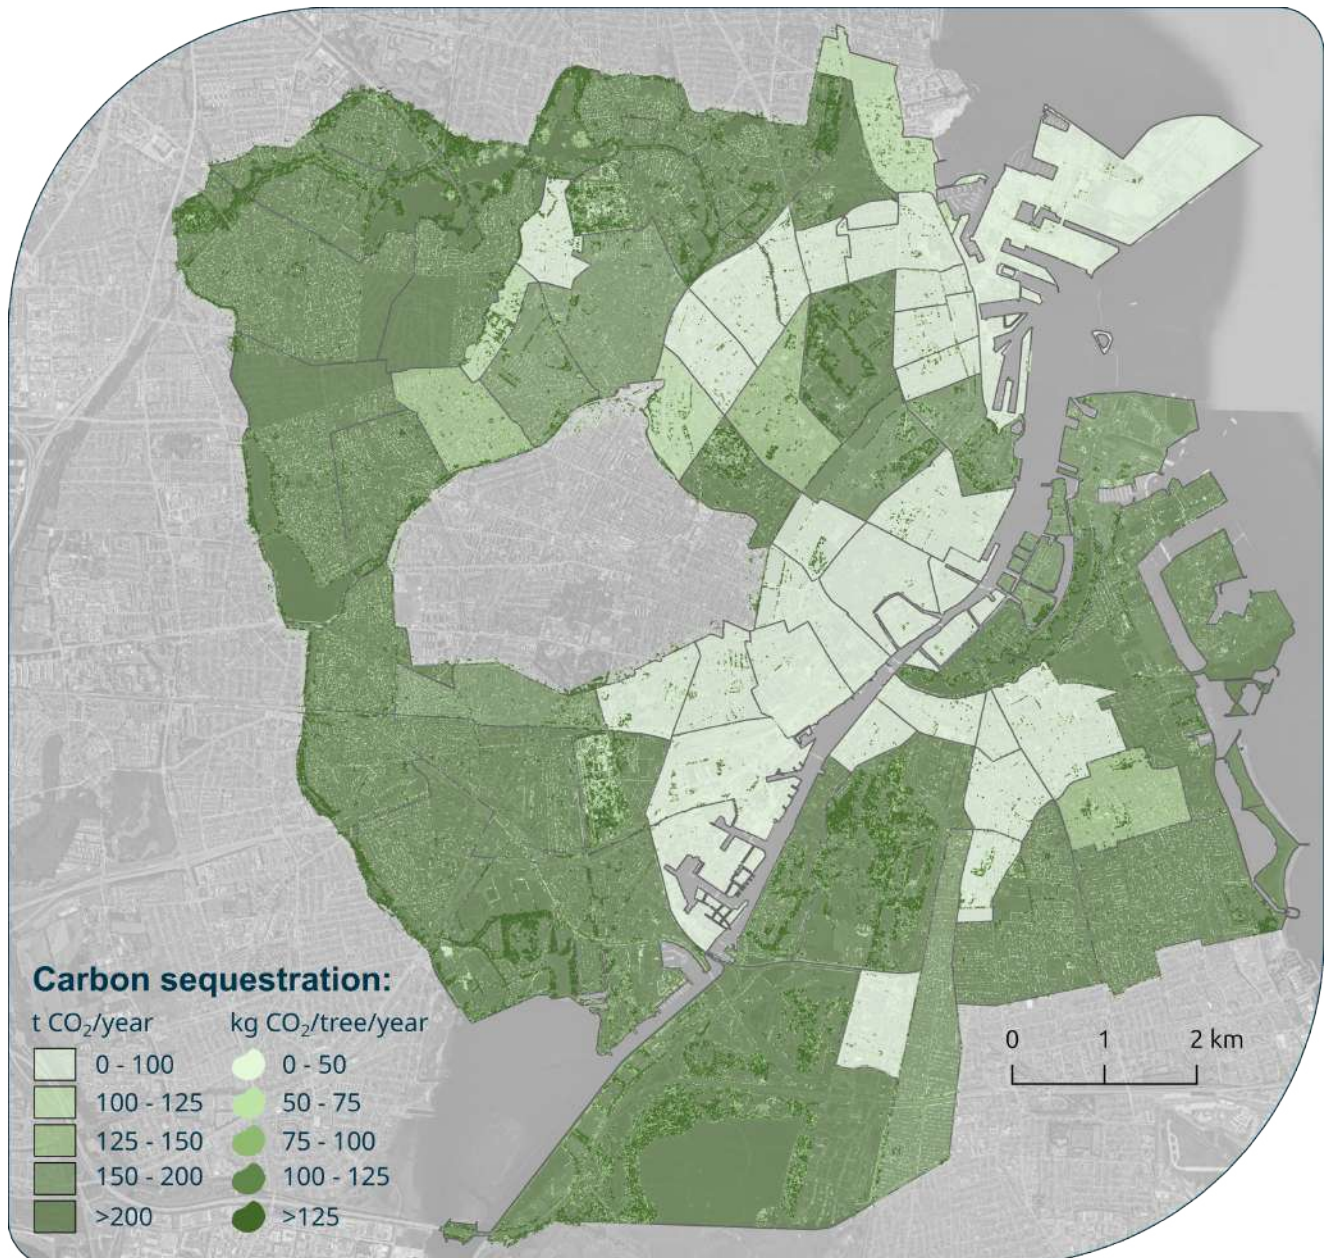 Carbon sequestration:
t CO₂/year kg CO₂/tree/year
0 - 100 0 - 50
100 - 125 50 - 75
125 - 150 75 - 100
150 - 200 100 - 125
>200 >125
0 1 2 km